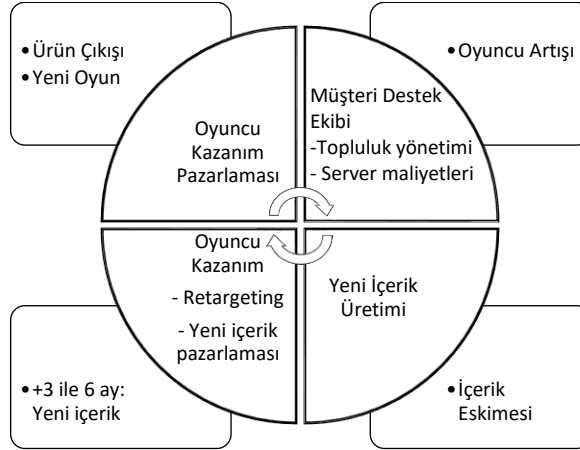 • Ürün Çıkışı
• Yeni Oyun
Oyuncu
Kazanım
Pazarlaması
• Oyuncu Artışı
Müşteri Destek
Ekibi
-Topluluk yönetimi
- Server maliyetleri
Oyuncu
Kazanım
- Retargeting
- Yeni içerik
pazarlaması
Yeni İçerik
Üretimi
• +3 ile 6 ay:
Yeni içerik
• İçerik
Eskimesi